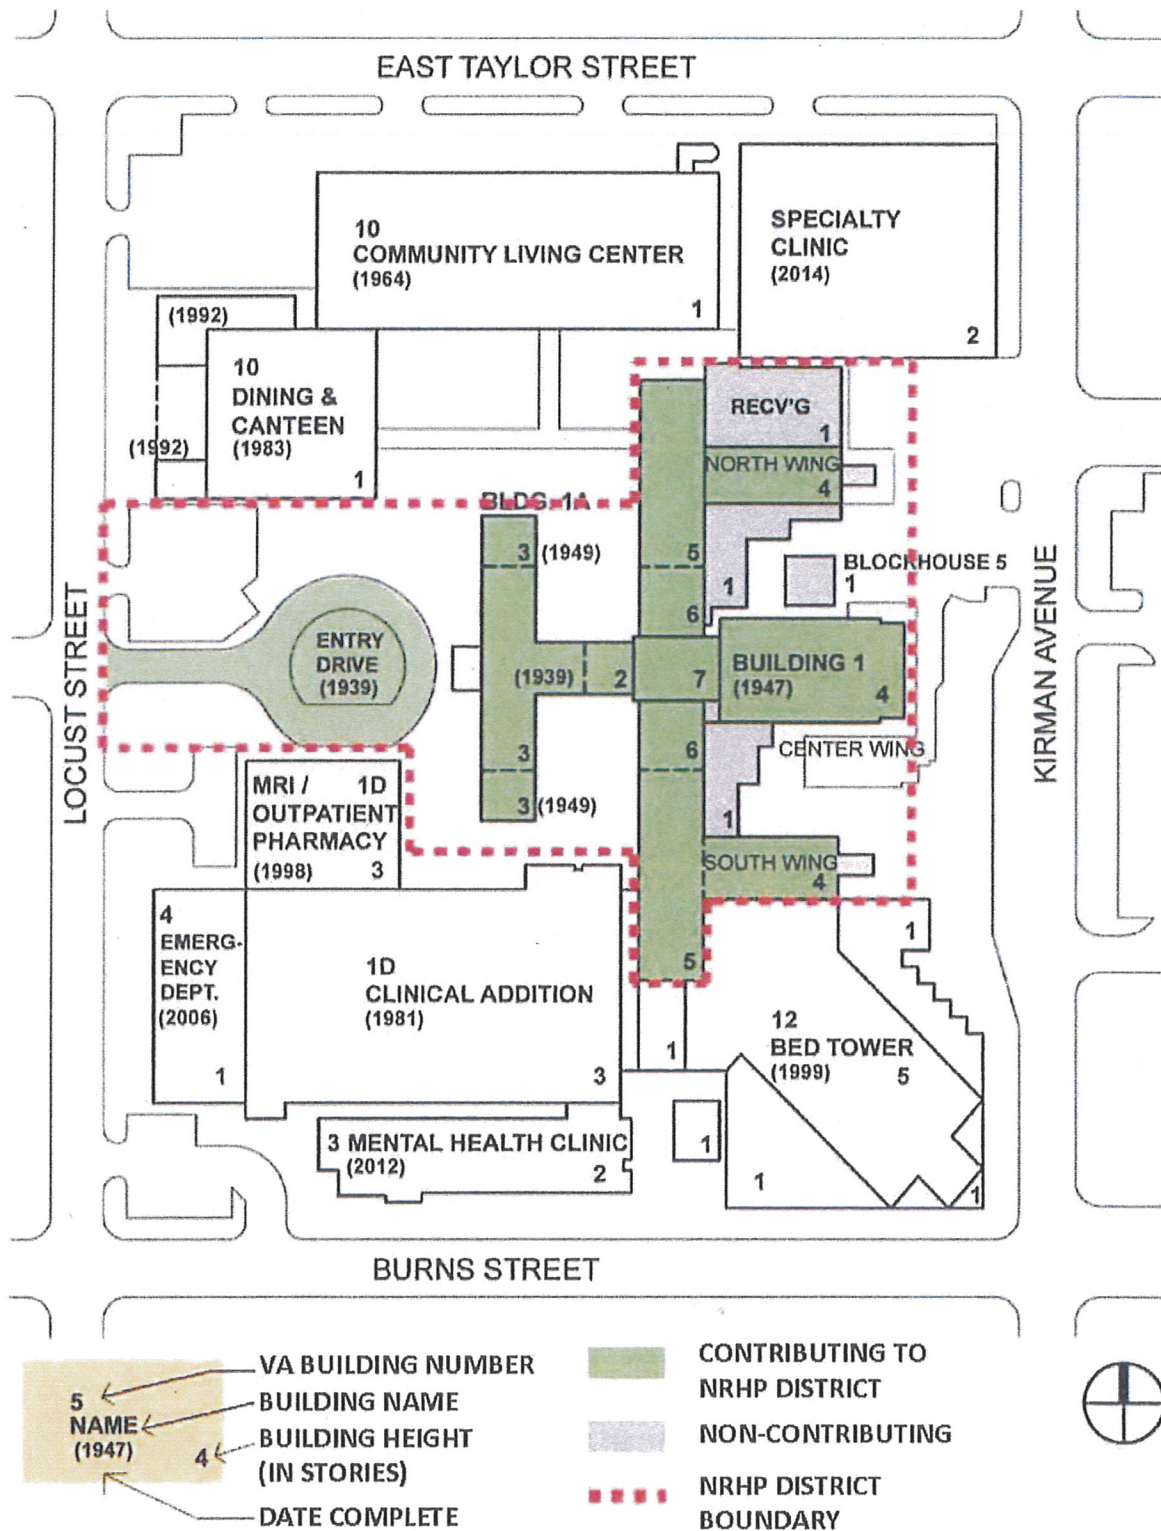 EAST TAYLOR STREET
10
COMMUNITY LIVING CENTER
(1964)
1
SPECIALTY
CLINIC
(2014)
2
(1992)
10
DINING &
CANTEEN
(1983)
(1992)
1
RECV'G
1
NORTH WING
4
BLDG. 1A
3 (1949)
5
1
BLOCKHOUSE 5
1
6
LOCUST STREET
KIRMAN AVENUE
ENTRY
DRIVE
(1939)
(1939)
2
7
BUILDING 1
(1947)
4
3
6
CENTER WING
3 (1949)
1
MRI / 1D
OUTPATIENT
PHARMACY
(1998) 3
SOUTH WING
4
4
EMERG-
ENCY
DEPT.
(2006)
1
1D
CLINICAL ADDITION
(1981)
3
5
1
1
12
BED TOWER
(1999) 5
3 MENTAL HEALTH CLINIC
(2012)
2
1
1
1
BURNS STREET
5
NAME
(1947)
4
VA BUILDING NUMBER
BUILDING NAME
BUILDING HEIGHT
(IN STORIES)
DATE COMPLETE
CONTRIBUTING TO
NRHP DISTRICT
NON-CONTRIBUTING
NRHP DISTRICT
BOUNDARY